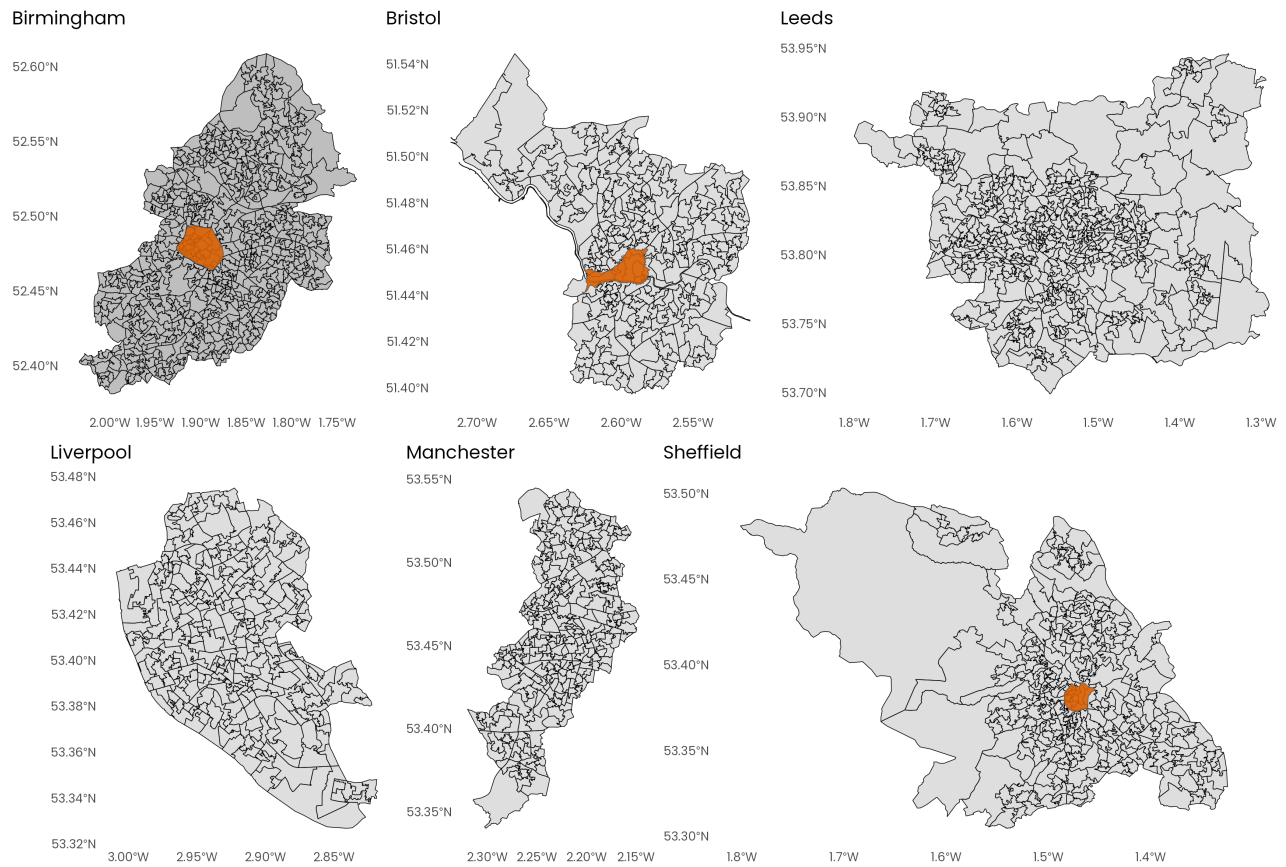 Birmingham
52.60°N
52.55°N
52.50°N
52.45°N
52.40°N
2.00°W 1.95°W 1.90°W 1.85°W 1.80°W 1.75°W
Bristol
51.54°N
51.52°N
51.50°N
51.48°N
51.46°N
51.44°N
51.42°N
51.40°N
2.70°W 2.65°W 2.60°W 2.55°W
Leeds
53.95°N
53.90°N
53.85°N
53.80°N
53.75°N
53.70°N
1.8°W 1.7°W 1.6°W 1.5°W 1.4°W 1.3°W
Liverpool
53.48°N
53.46°N
53.44°N
53.42°N
53.40°N
53.38°N
53.36°N
53.34°N
53.32°N
3.00°W 2.95°W 2.90°W 2.85°W
Manchester
53.55°N
53.50°N
53.45°N
53.40°N
53.35°N
2.30°W 2.25°W 2.20°W 2.15°W
Sheffield
53.50°N
53.45°N
53.40°N
53.35°N
53.30°N
1.8°W 1.7°W 1.6°W 1.5°W 1.4°W